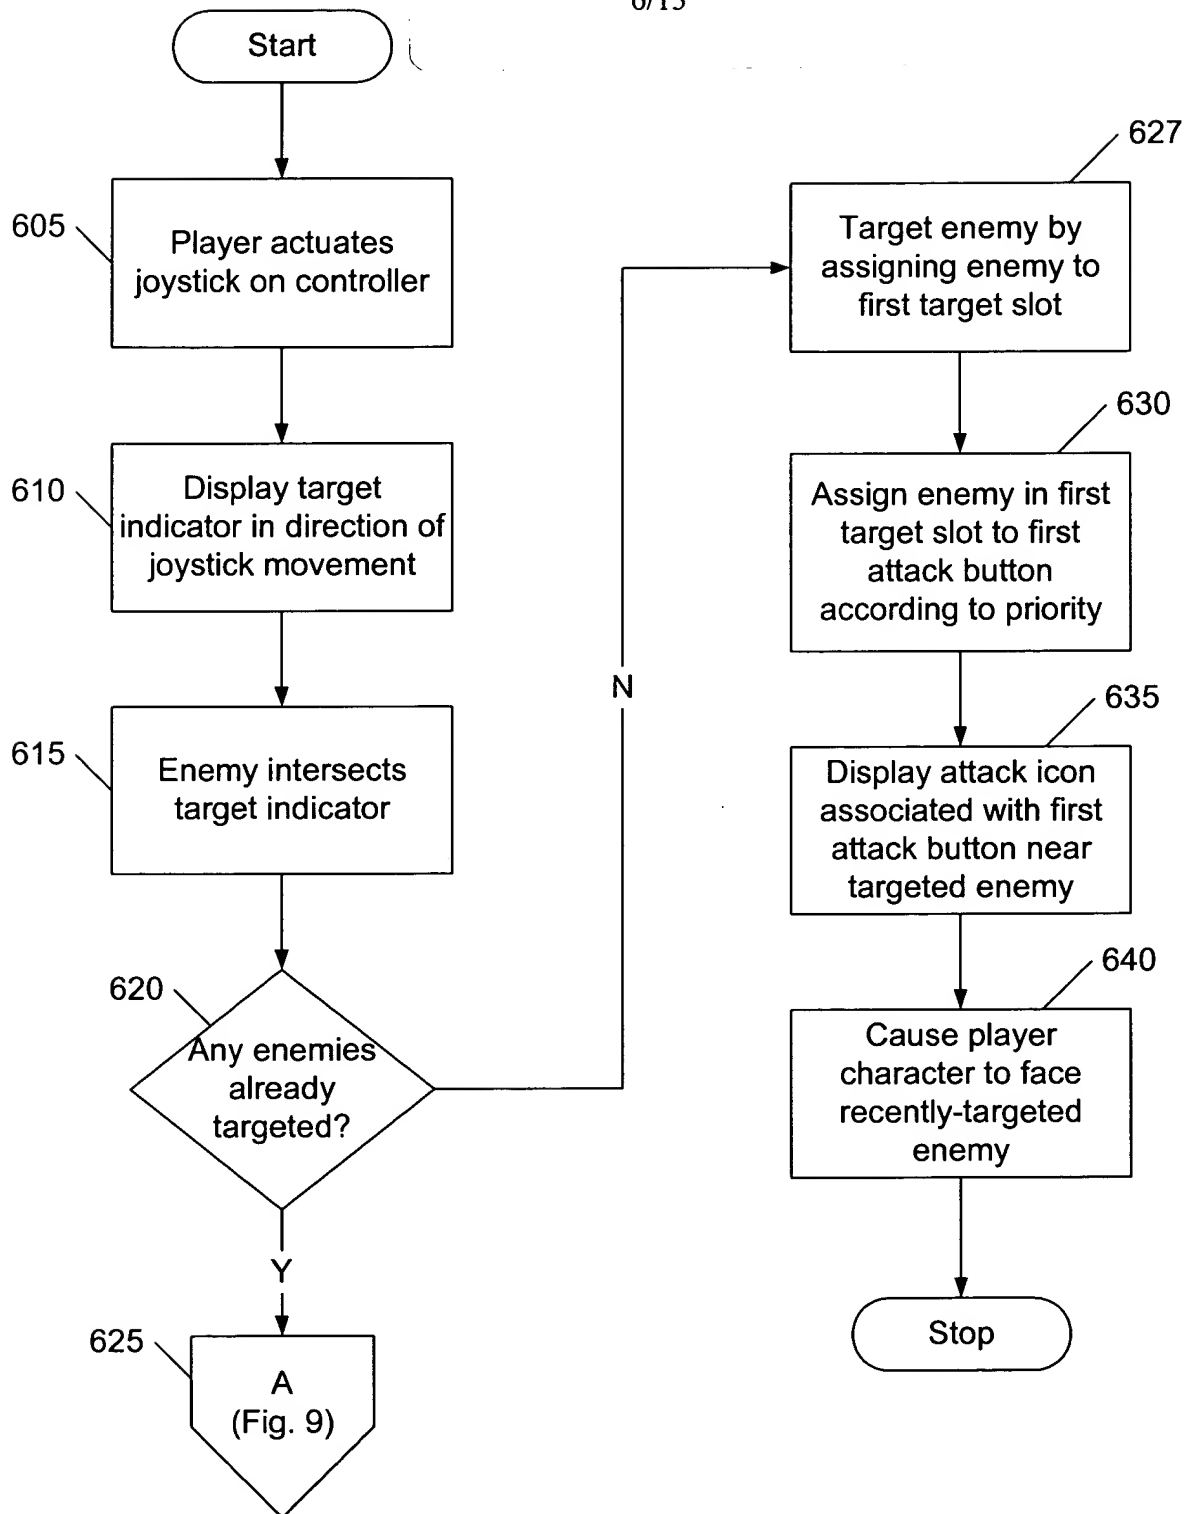 6/15
Start
605
Player actuates
joystick on controller
610
Display target
indicator in direction of
joystick movement
615
Enemy intersects
target indicator
620
Any enemies
already
targeted?
N
Y
625
A
(Fig. 9)
627
Target enemy by
assigning enemy to
first target slot
630
Assign enemy in first
target slot to first
attack button
according to priority
635
Display attack icon
associated with first
attack button near
targeted enemy
640
Cause player
character to face
recently-targeted
enemy
Stop